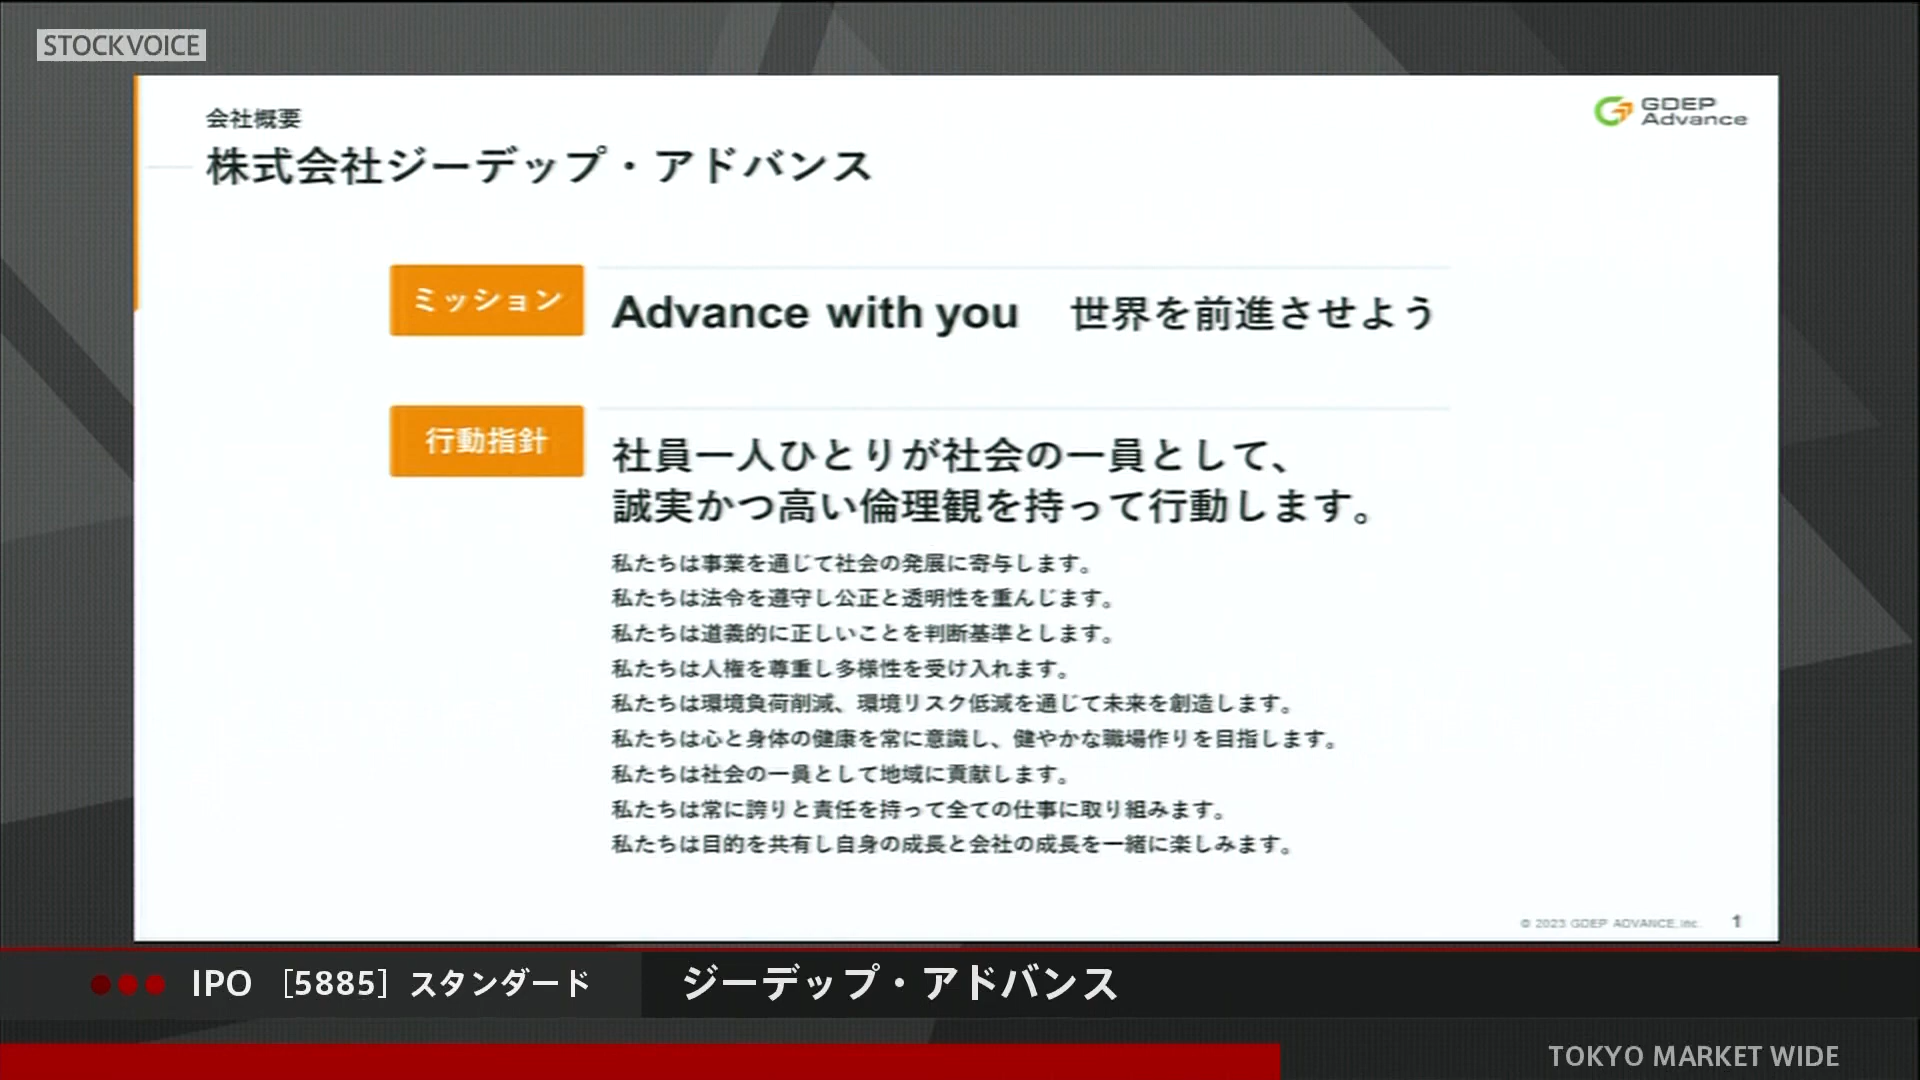 STOCKVOICE
会社概要
株式会社ジーデップ・アドバンス
GDEP
Advance
ミッション
Advance with you 世界を前進させよう
行動指針
社員一人ひとりが社会の一員として、
誠実かつ高い倫理観を持って行動します。
私たちは事業を通じて社会の発展に寄与します。
私たちは法令を遵守し公正と透明性を重んじます。
私たちは道義的に正しいことを判断基準とします。
私たちは人権を尊重し多様性を受け入れます。
私たちは環境負荷削減、環境リスク低減を通じて未来を創造します。
私たちは心と身体の健康を常に意識し、健やかな職場作りを目指します。
私たちは社会の一員として地域に貢献します。
私たちは常に誇りと責任を持って全ての仕事に取り組みます。
私たちは目的を共有し自身の成長と会社の成長を一緒に楽しみます。
© 2023 GDEP ADVANCE,Inc. 1
IPO [5885] スタンダード ジーデップ・アドバンス
TOKYO MARKET WIDE